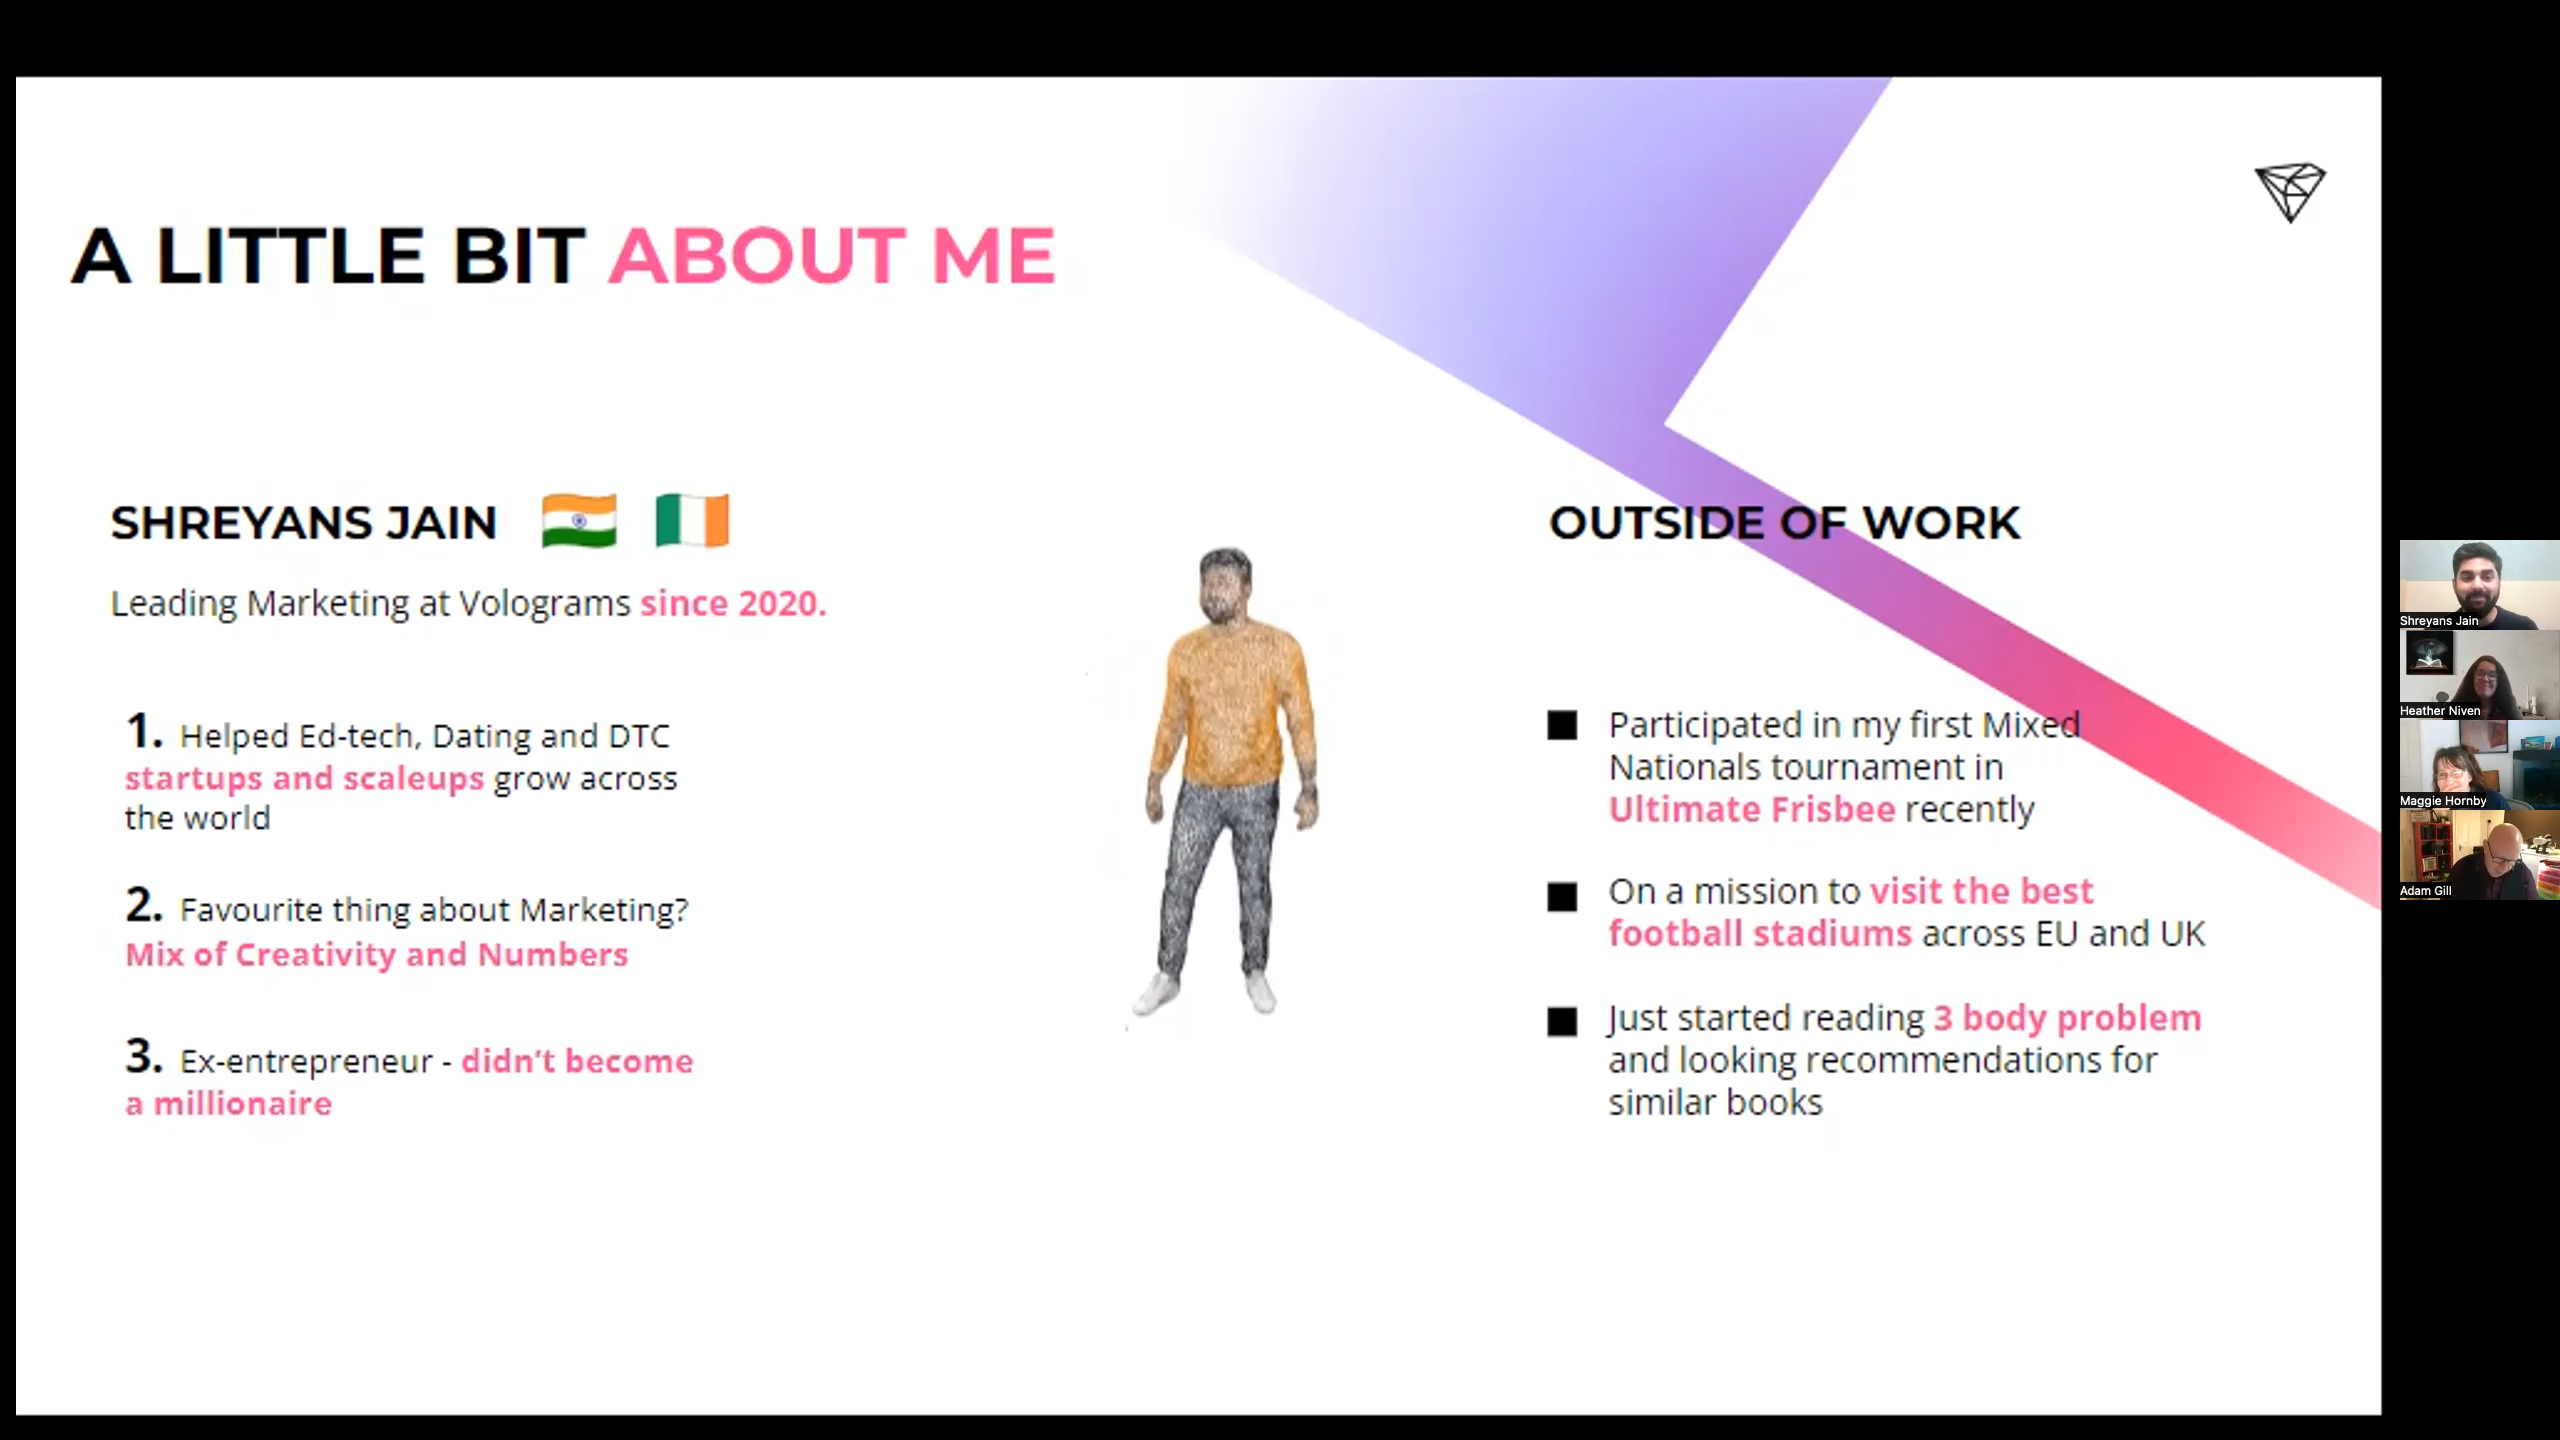 A LITTLE BIT ABOUT ME
SHREYANS JAIN
Leading Marketing at Volograms since 2020.
1. Helped Ed-tech, Dating and DTC
startups and scaleups grow across
the world
2. Favourite thing about Marketing?
Mix of Creativity and Numbers
3. Ex-entrepreneur - didn't become
a millionaire
OUTSIDE OF WORK
Participated in my first Mixed
Nationals tournament in
Ultimate Frisbee recently
On a mission to visit the best
football stadiums across EU and UK
Just started reading 3 body problem
and looking recommendations for
similar books
Shreyans Jain
Heather Niven
Maggie Hornby
Adam Gill